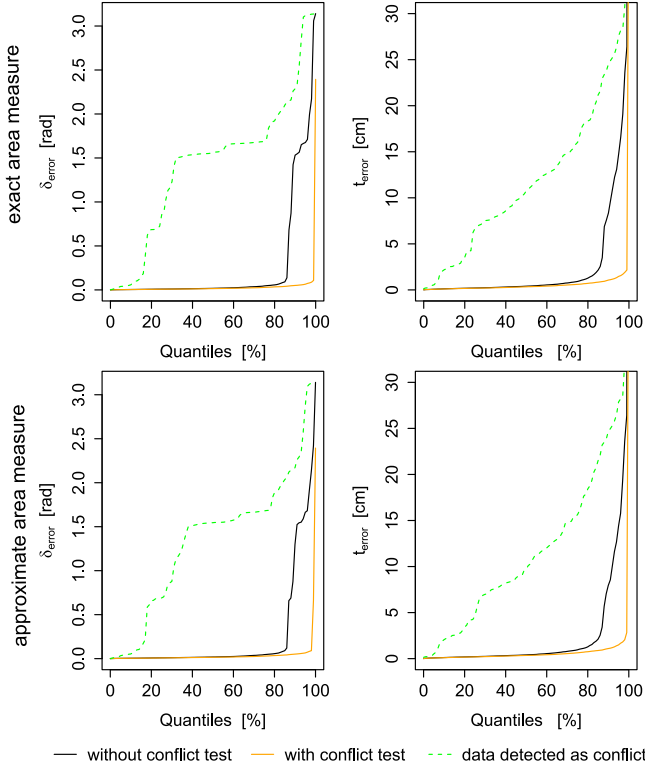 exact area measure
δerror [rad]
0.0 0.5 1.0 1.5 2.0 2.5 3.0
0 20 40 60 80 100
Quantiles [%]
terror [cm]
0 5 10 15 20 25 30
0 20 40 60 80 100
Quantiles [%]
approximate area measure
δerror [rad]
0.0 0.5 1.0 1.5 2.0 2.5 3.0
0 20 40 60 80 100
Quantiles [%]
terror [cm]
0 5 10 15 20 25 30
0 20 40 60 80 100
Quantiles [%]
without conflict test with conflict test data detected as conflict